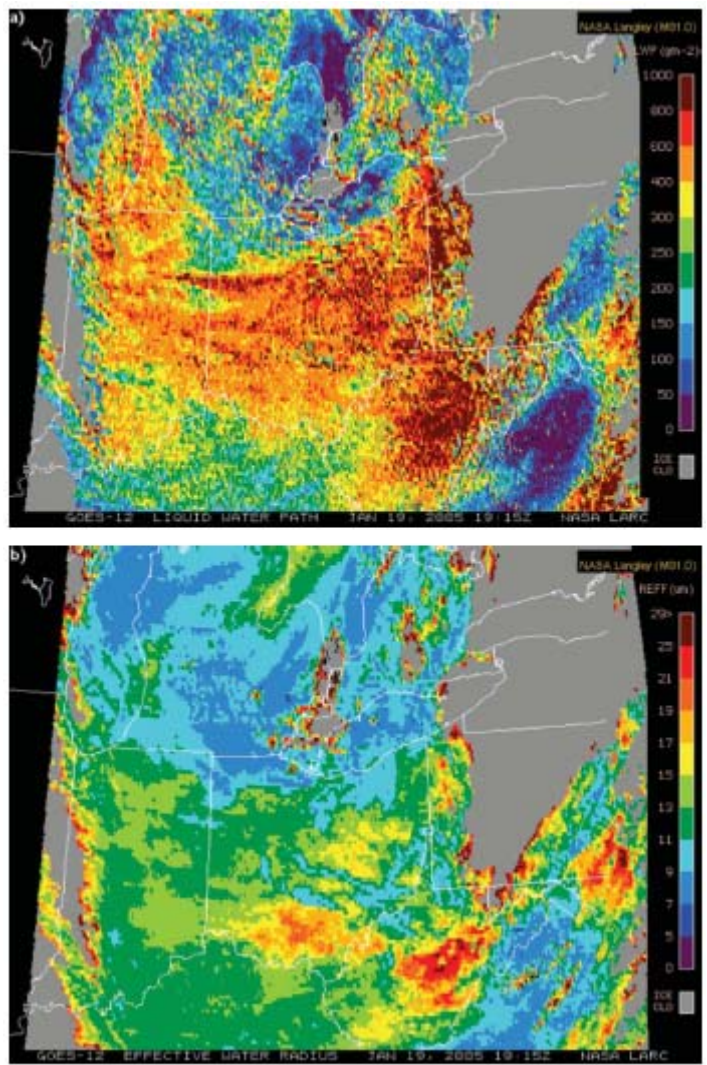 a)
NASA Langley (M01.0)
LWP (gm-2)
1000
800
600
400
300
250
200
150
100
50
0
ICE
CLD
GOES-12 LIQUID WATER PATH JAN 19, 2005 19:15Z NASA LARC
b)
NASA Langley (M01.0)
REFF (um)
29>
25
21
19
17
15
13
11
9
7
5
0
ICE
CLD
GOES-12 EFFECTIVE WATER RADIUS JAN 19, 2005 19:15Z NASA LARC